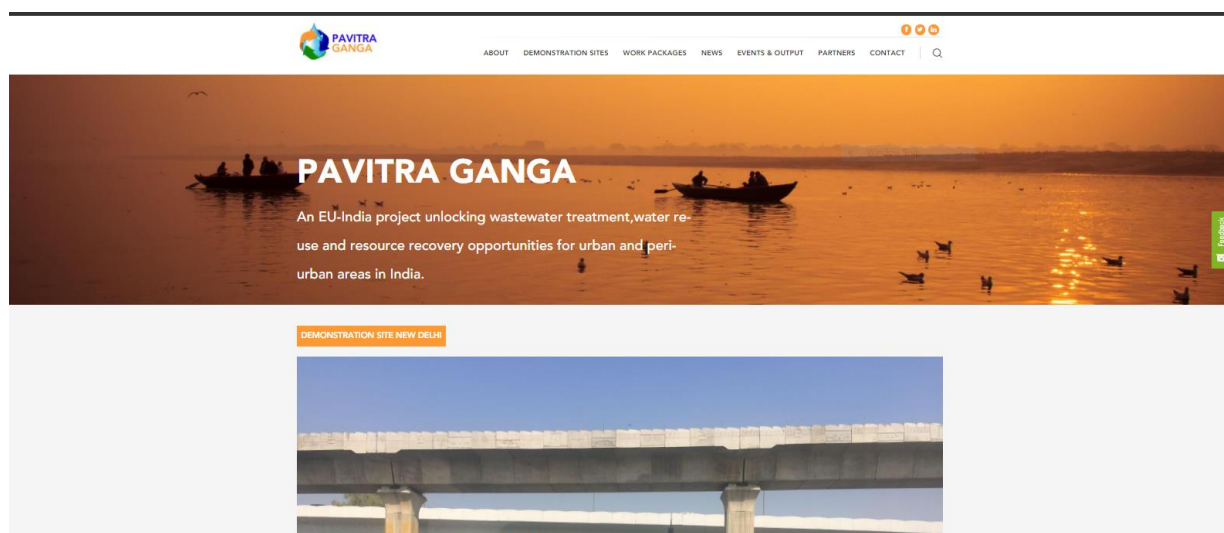 PAVITRA
GANGA
ABOUT DEMONSTRATION SITES WORK PACKAGES NEWS EVENTS & OUTPUT PARTNERS CONTACT
PAVITRA GANGA
An EU-India project unlocking wastewater treatment,water re-
use and resource recovery opportunities for urban and peri-
urban areas in India.
Feedback
DEMONSTRATION SITE NEW DELHI